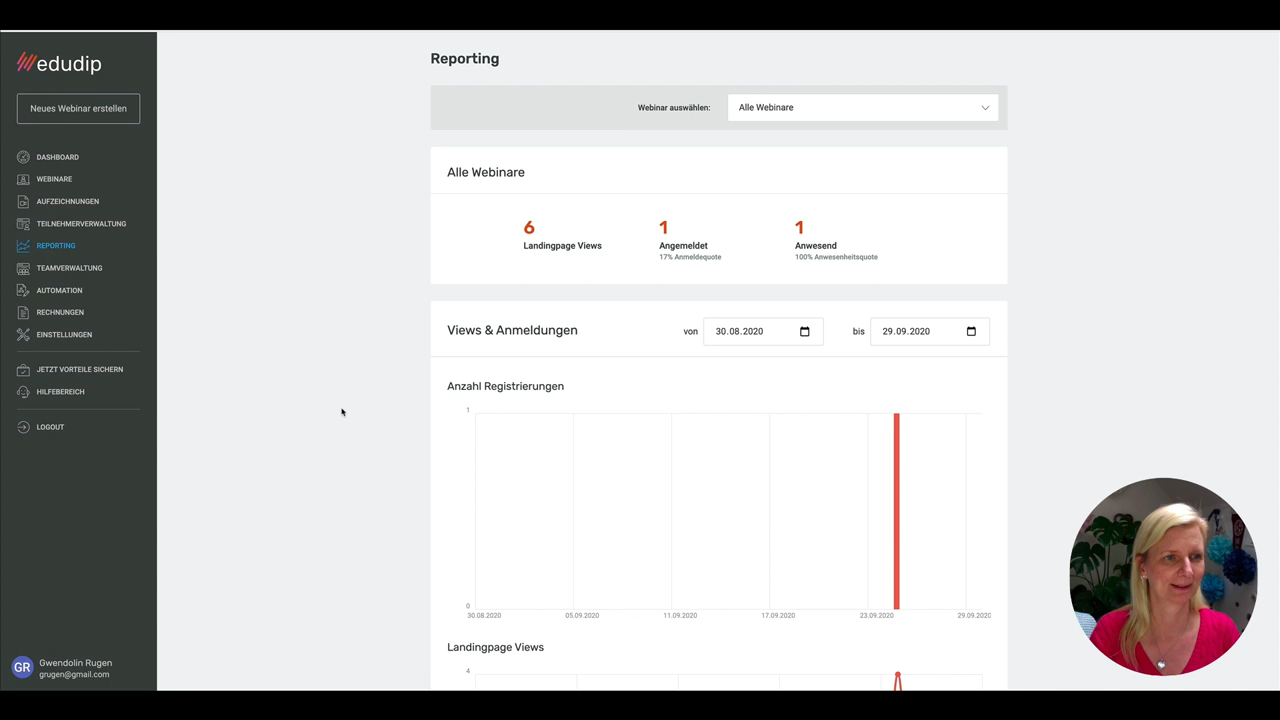 edudip
Neues Webinar erstellen
DASHBOARD
WEBINARE
AUFZEICHNUNGEN
TEILNEHMERVERWALTUNG
REPORTING
TEAMVERWALTUNG
AUTOMATION
RECHNUNGEN
EINSTELLUNGEN
JETZT VORTEILE SICHERN
HILFEBEREICH
LOGOUT
GR
Gwendolin Rugen
grugen@gmail.com
Reporting
Webinar auswählen: Alle Webinare
Alle Webinare
6 1 1
Landingpage Views Angemeldet Anwesend
17% Anmeldequote 100% Anwesenheitsquote
Views & Anmeldungen von 30.08.2020 bis 29.09.2020
Anzahl Registrierungen
1
0
30.08.2020 05.09.2020 11.09.2020 17.09.2020 23.09.2020 29.09.2020
Landingpage Views
4